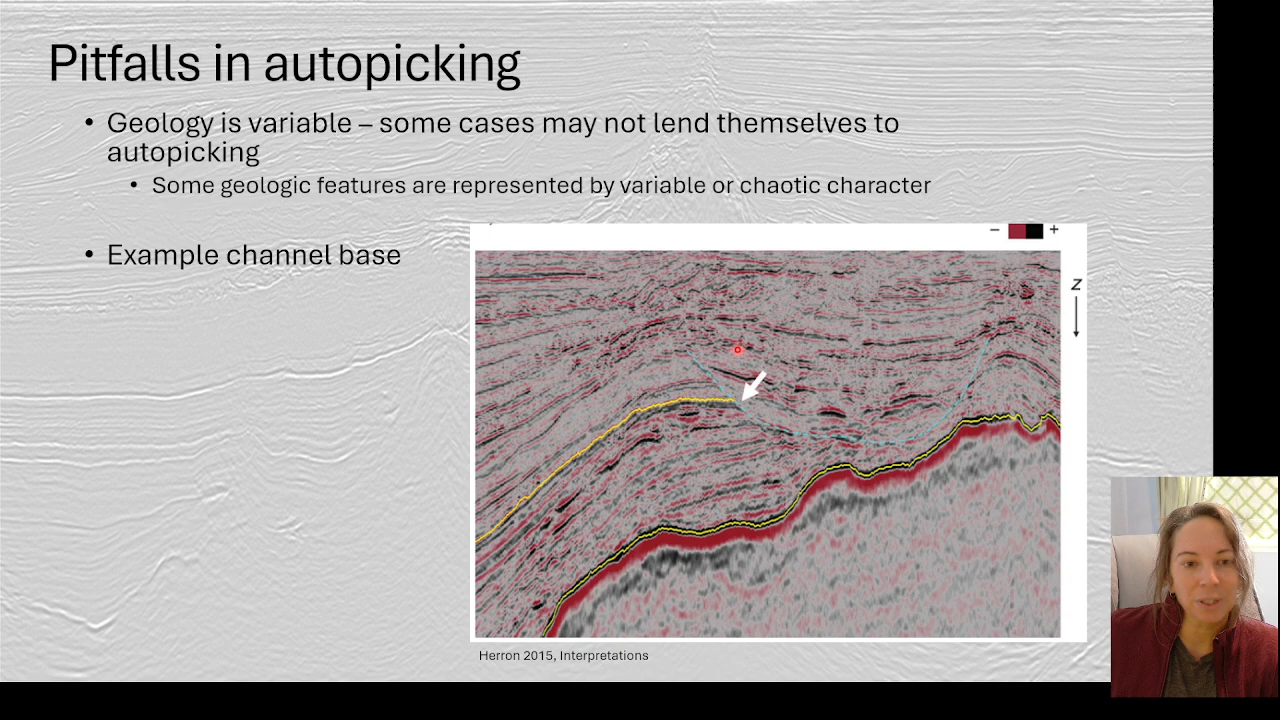 Pitfalls in autopicking
• Geology is variable – some cases may not lend themselves to
autopicking
• Some geologic features are represented by variable or chaotic character
• Example channel base
– +
Z
Herron 2015, Interpretations